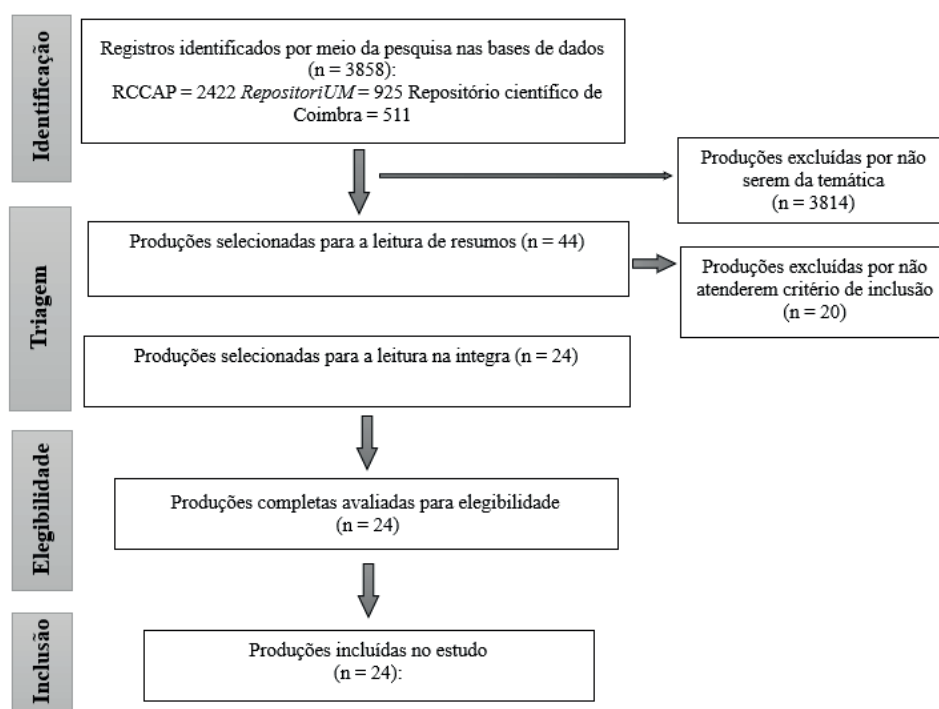 Identificação
Registros identificados por meio da pesquisa nas bases de dados
(n = 3858):
RCCAP = 2422 RepositoriUM = 925 Repositório científico de
Coimbra = 511
Produções excluídas por não
serem da temática
(n = 3814)
Triagem
Produções selecionadas para a leitura de resumos (n = 44)
Produções excluídas por não
atenderem critério de inclusão
(n = 20)
Produções selecionadas para a leitura na integra (n = 24)
Elegibilidade
Produções completas avaliadas para elegibilidade
(n = 24)
Inclusão
Produções incluídas no estudo
(n = 24):